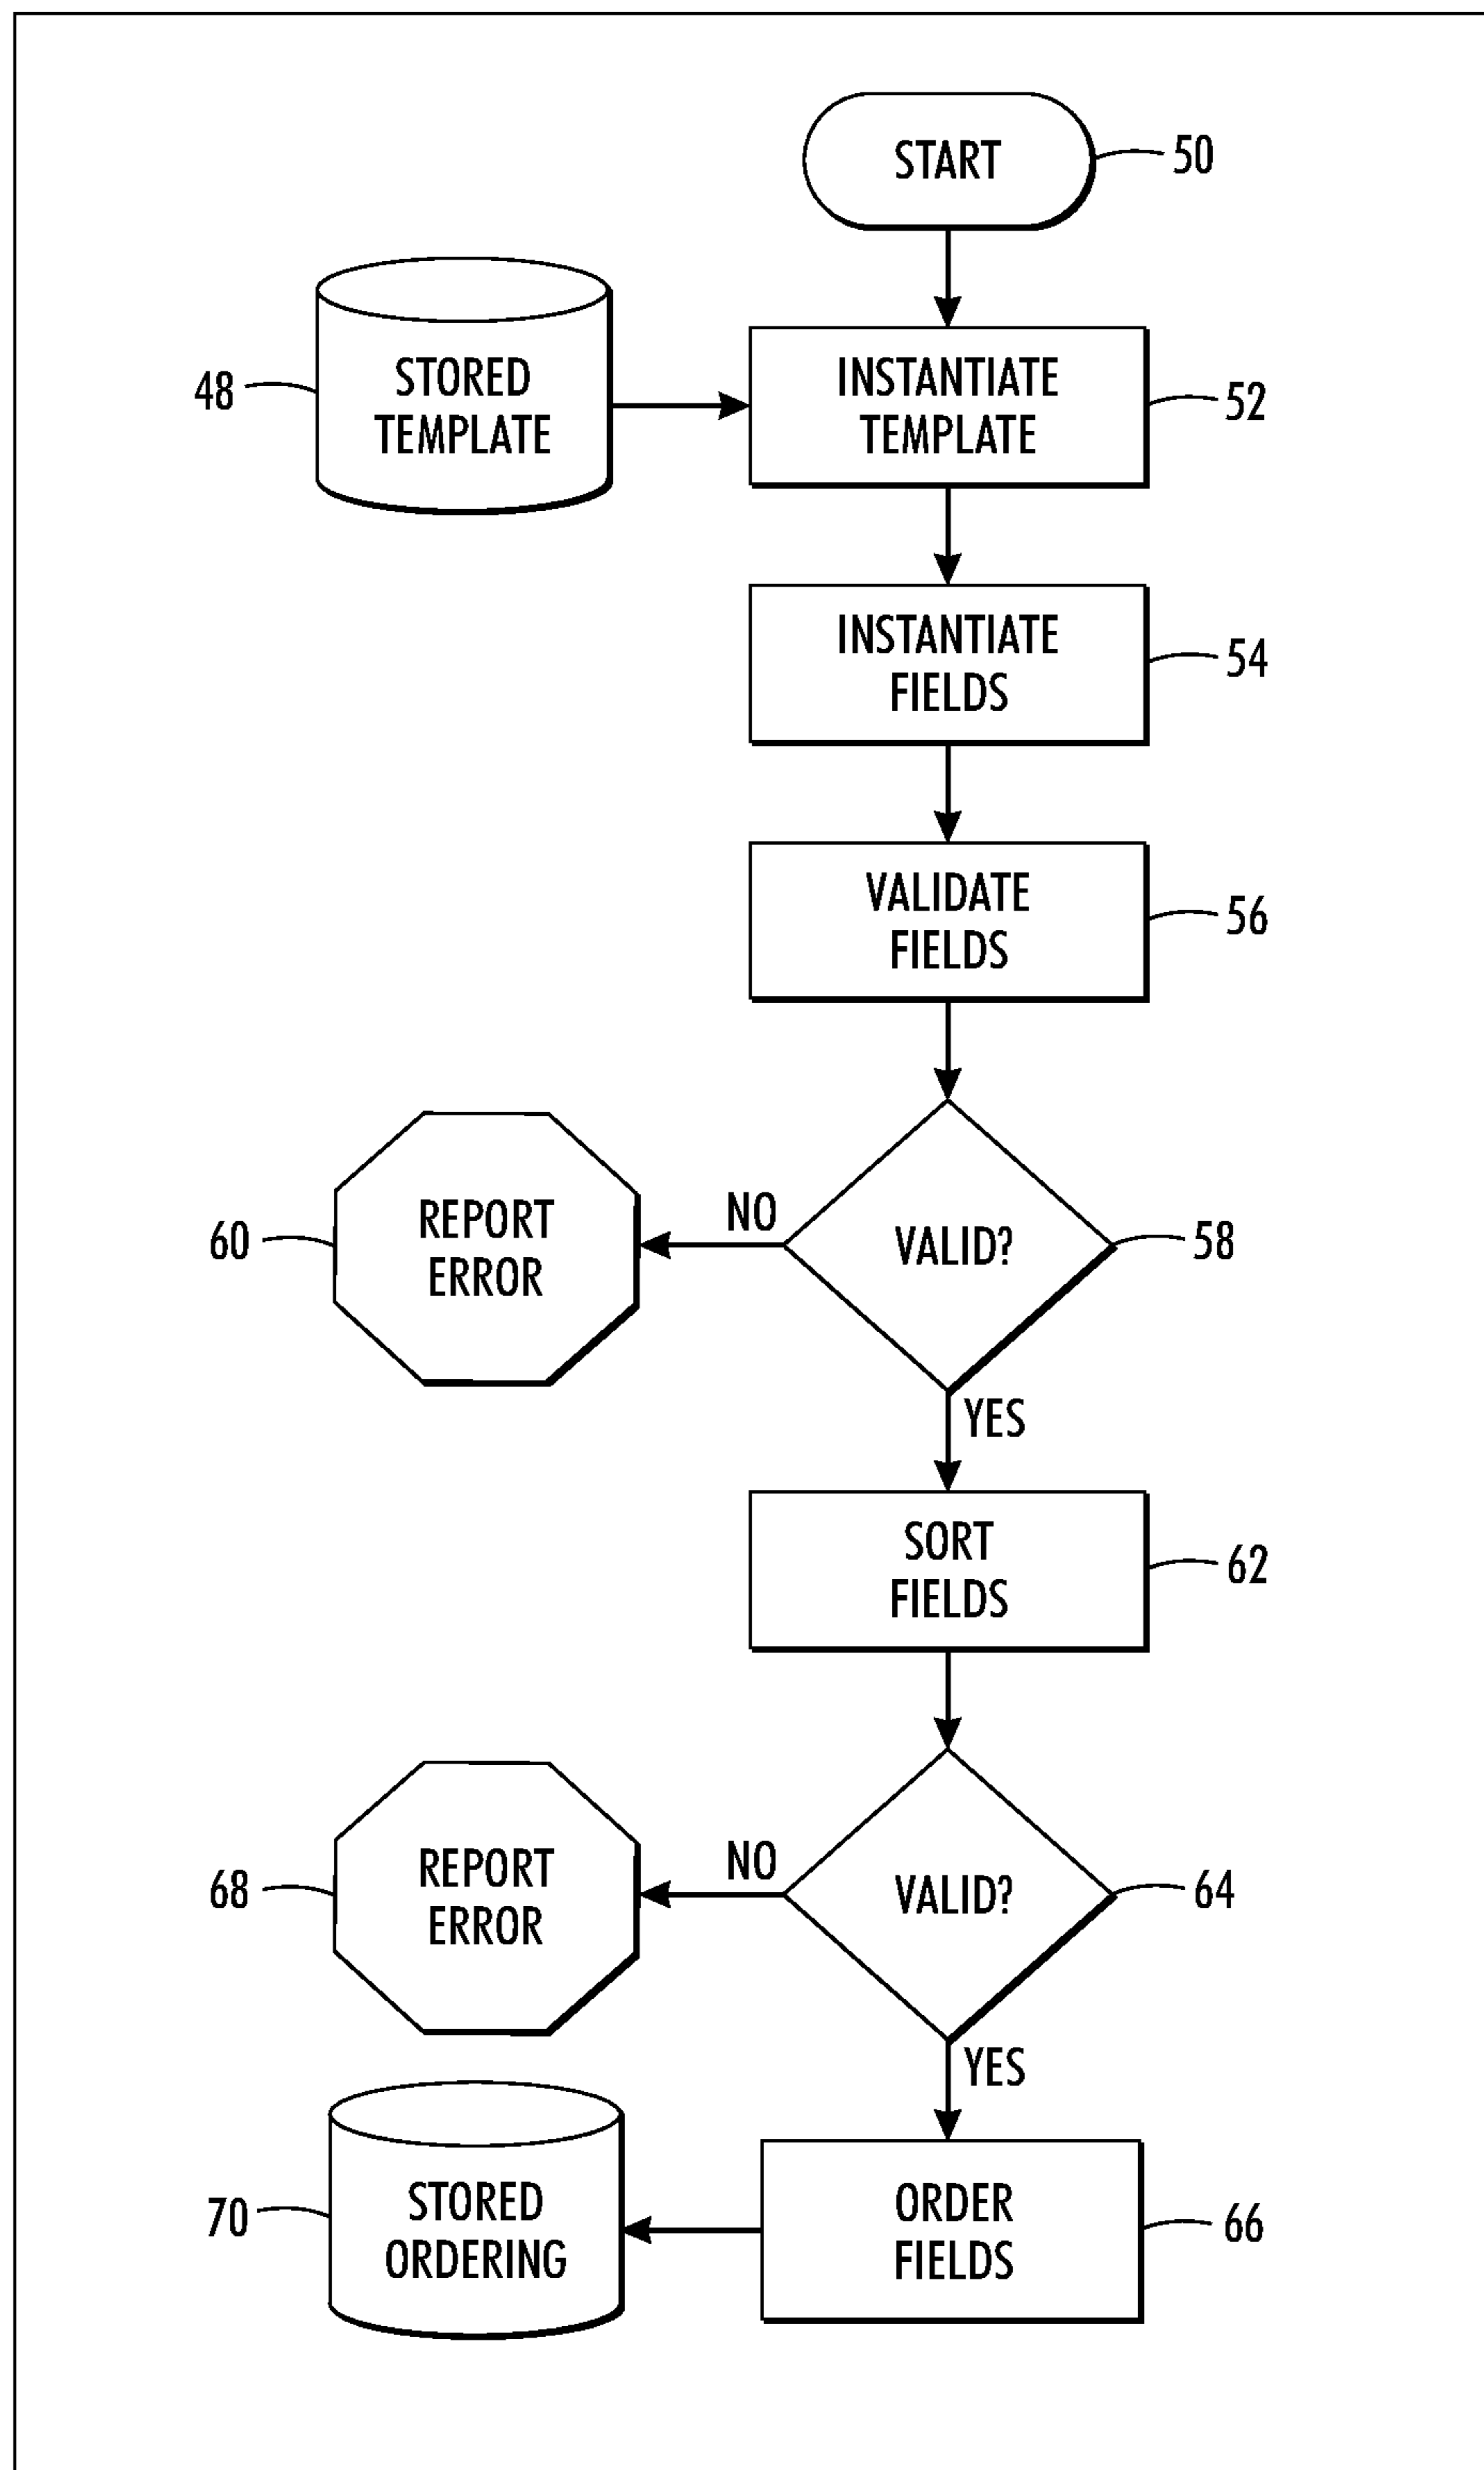 START
50
STORED
TEMPLATE
48
INSTANTIATE
TEMPLATE
52
INSTANTIATE
FIELDS
54
VALIDATE
FIELDS
56
REPORT
ERROR
60
NO
VALID?
58
YES
SORT
FIELDS
62
REPORT
ERROR
68
NO
VALID?
64
YES
STORED
ORDERING
70
ORDER
FIELDS
66